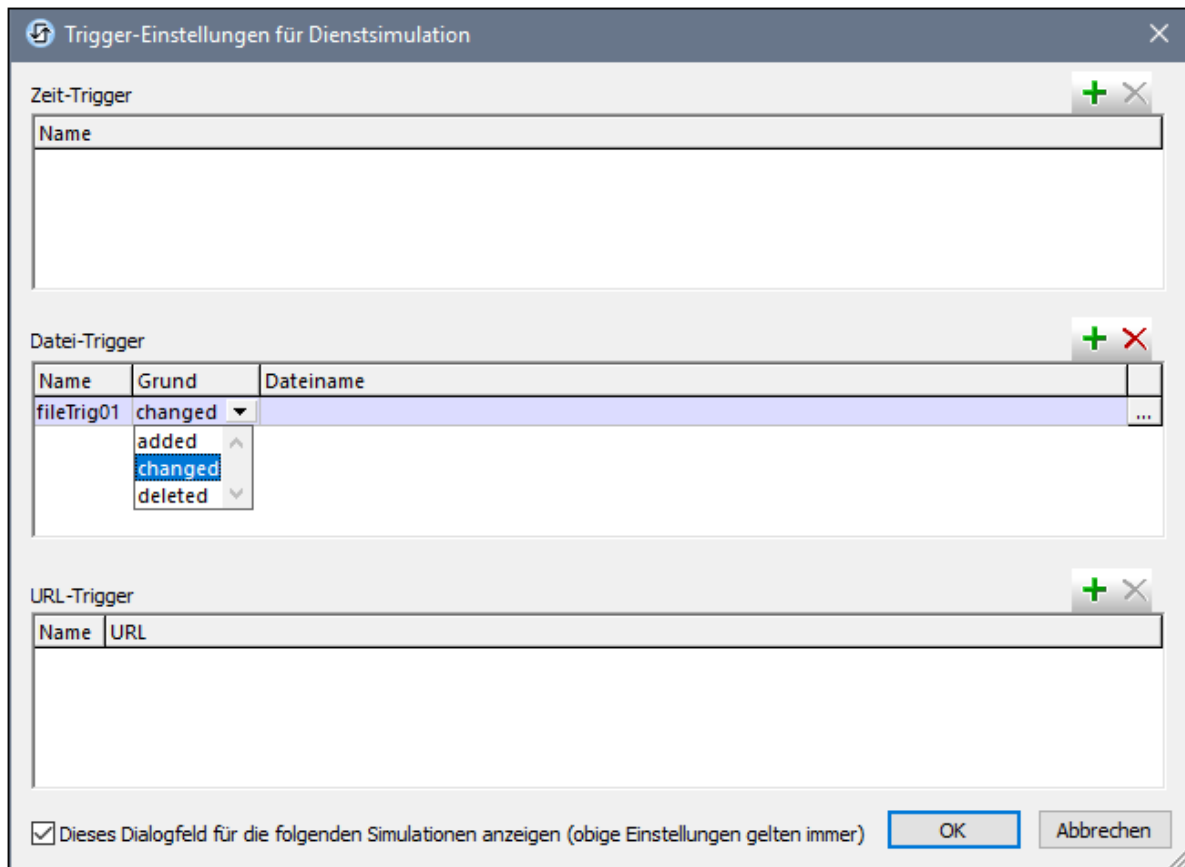 Trigger-Einstellungen für Dienstsimulation
Zeit-Trigger
Name
Datei-Trigger
Name Grund Dateiname
fileTrig01 changed ...
added
changed
deleted
URL-Trigger
Name URL
Dieses Dialogfeld für die folgenden Simulationen anzeigen (obige Einstellungen gelten immer) OK Abbrechen